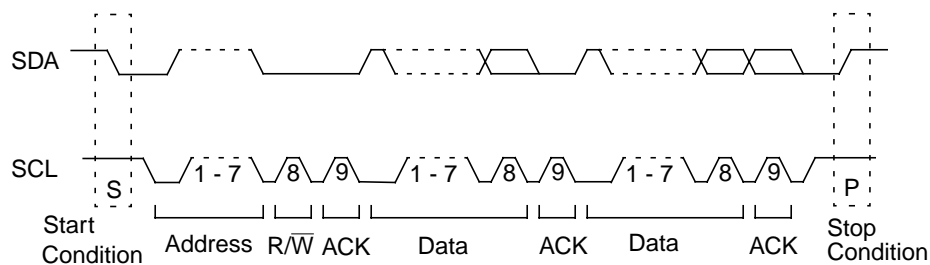 SDA
SCL
1 - 7 8 9 1 - 7 8 9 1 - 7 8 9
S P
Start Condition
Address R/W̅ ACK Data ACK Data ACK
Stop Condition